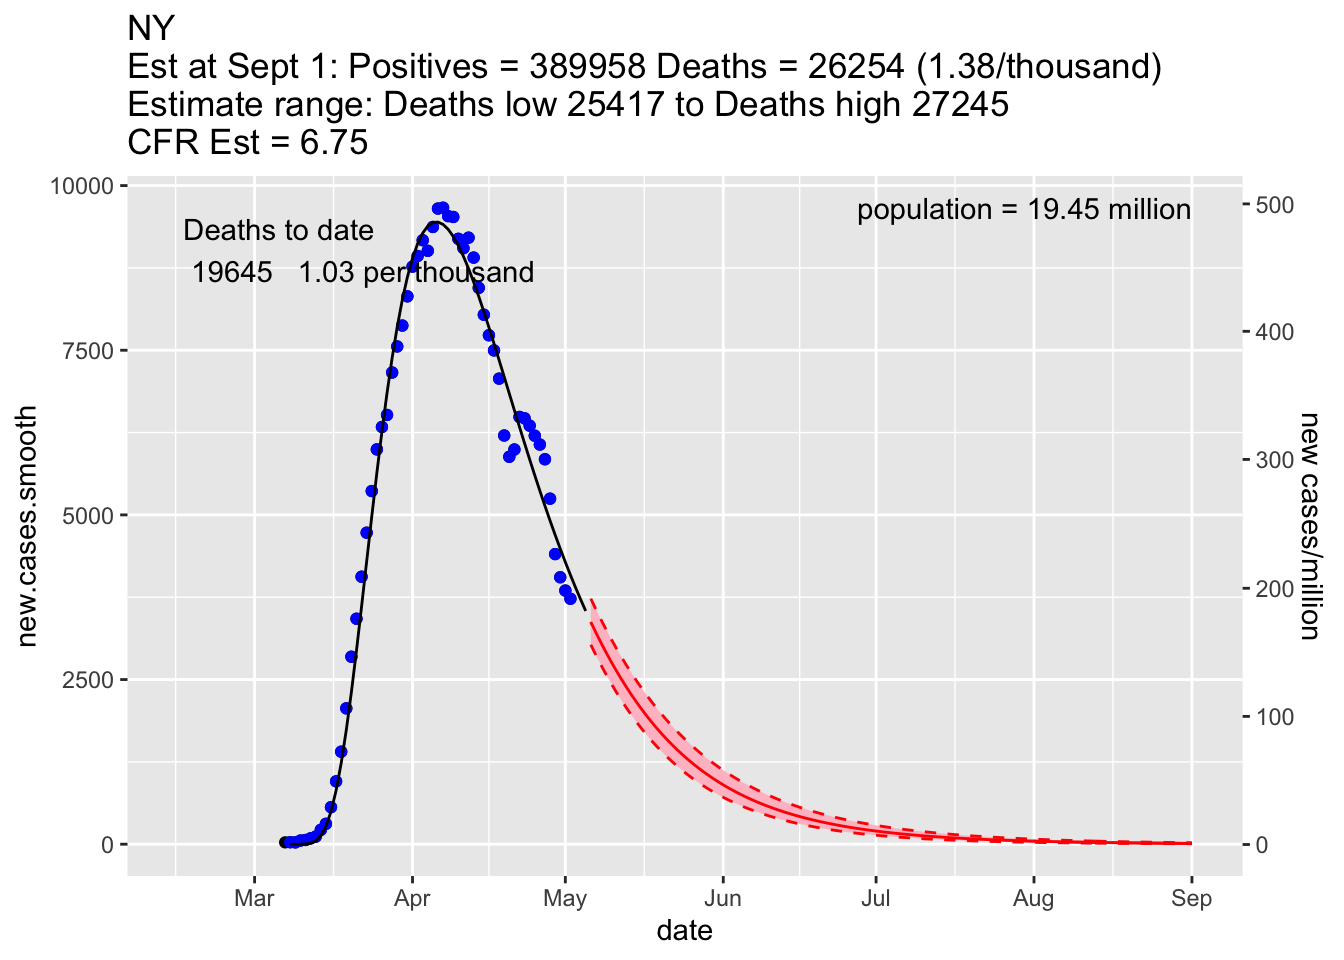 NY
Est at Sept 1: Positives = 389958 Deaths = 26254 (1.38/thousand)
Estimate range: Deaths low 25417 to Deaths high 27245
CFR Est = 6.75
Deaths to date
19645 1.03 per thousand
population = 19.45 million
10000
7500
5000
2500
0
new.cases.smooth
500
400
300
200
100
0
new cases/million
Mar Apr May Jun Jul Aug Sep
date